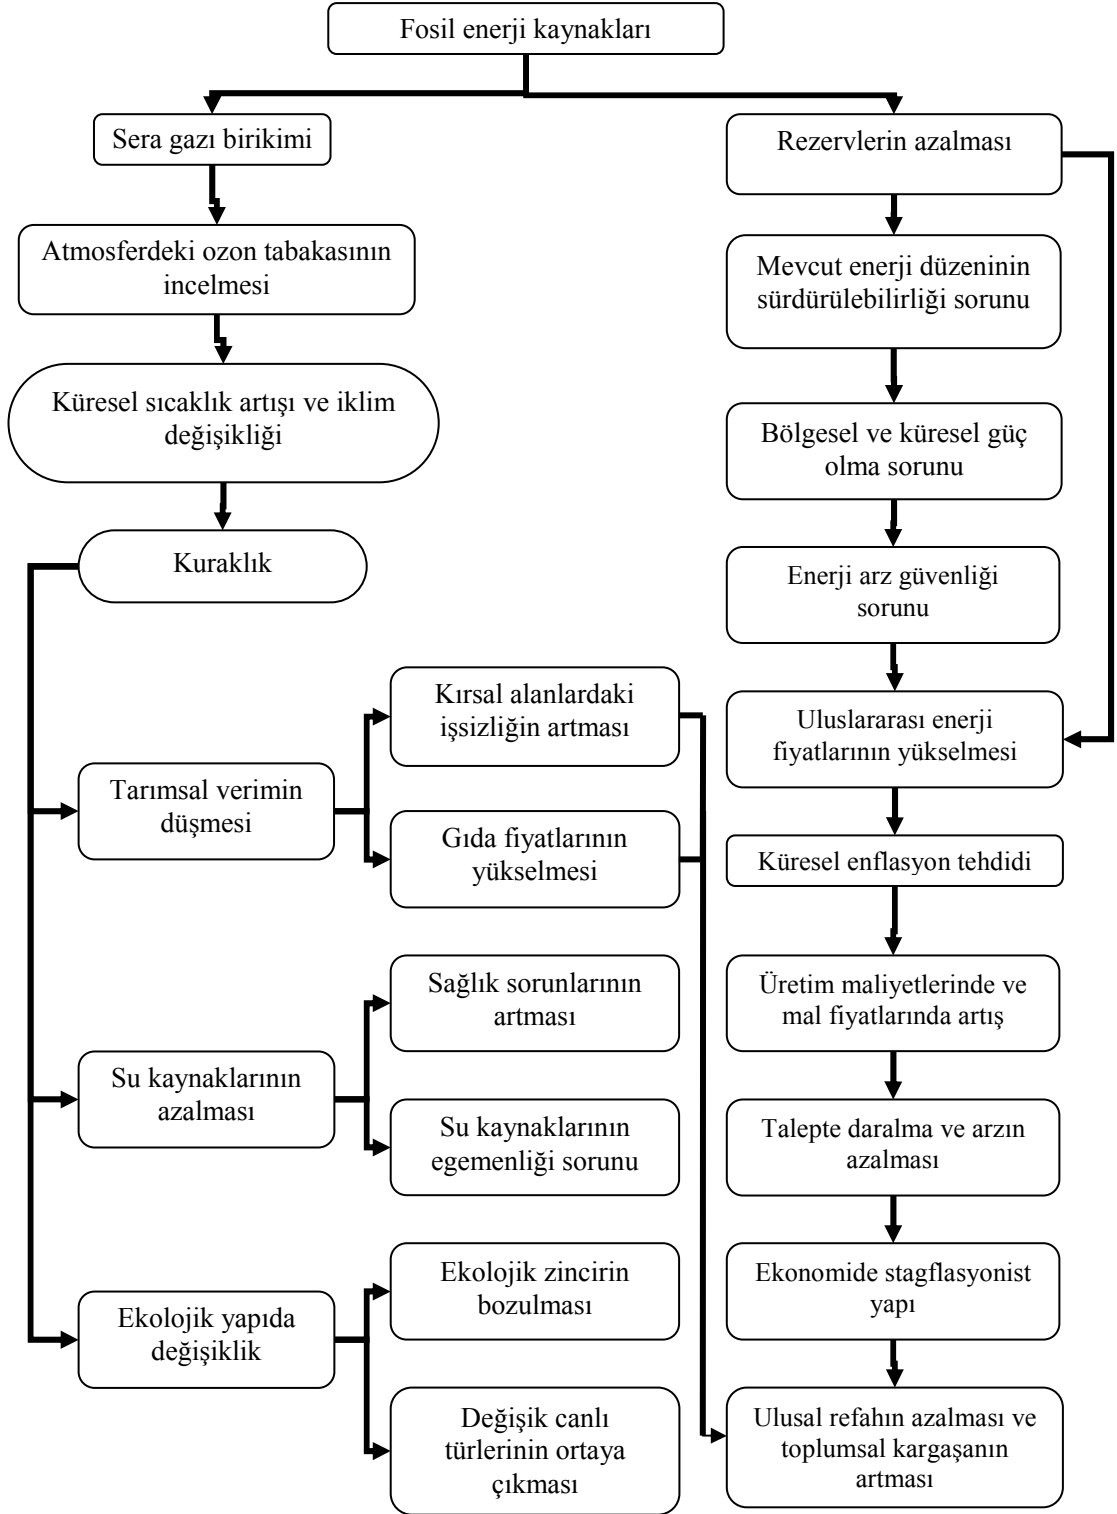 Fosil enerji kaynakları
Sera gazı birikimi
Atmosferdeki ozon tabakasının
incelmesi
Küresel sıcaklık artışı ve iklim
değişikliği
Kuraklık
Tarımsal verimin
düşmesi
Kırsal alanlardaki
işsizliğin artması
Gıda fiyatlarının
yükselmesi
Su kaynaklarının
azalması
Sağlık sorunlarının
artması
Su kaynaklarının
egemenliği sorunu
Ekolojik yapıda
değişiklik
Ekolojik zincirin
bozulması
Değişik canlı
türlerinin ortaya
çıkması
Rezervlerin azalması
Mevcut enerji düzeninin
sürdürülebilirliği sorunu
Bölgesel ve küresel güç
olma sorunu
Enerji arz güvenliği
sorunu
Uluslararası enerji
fiyatlarının yükselmesi
Küresel enflasyon tehdidi
Üretim maliyetlerinde ve
mal fiyatlarında artış
Talepte daralma ve arzın
azalması
Ekonomide stagflasyonist
yapı
Ulusal refahın azalması ve
toplumsal kargaşanın
artması